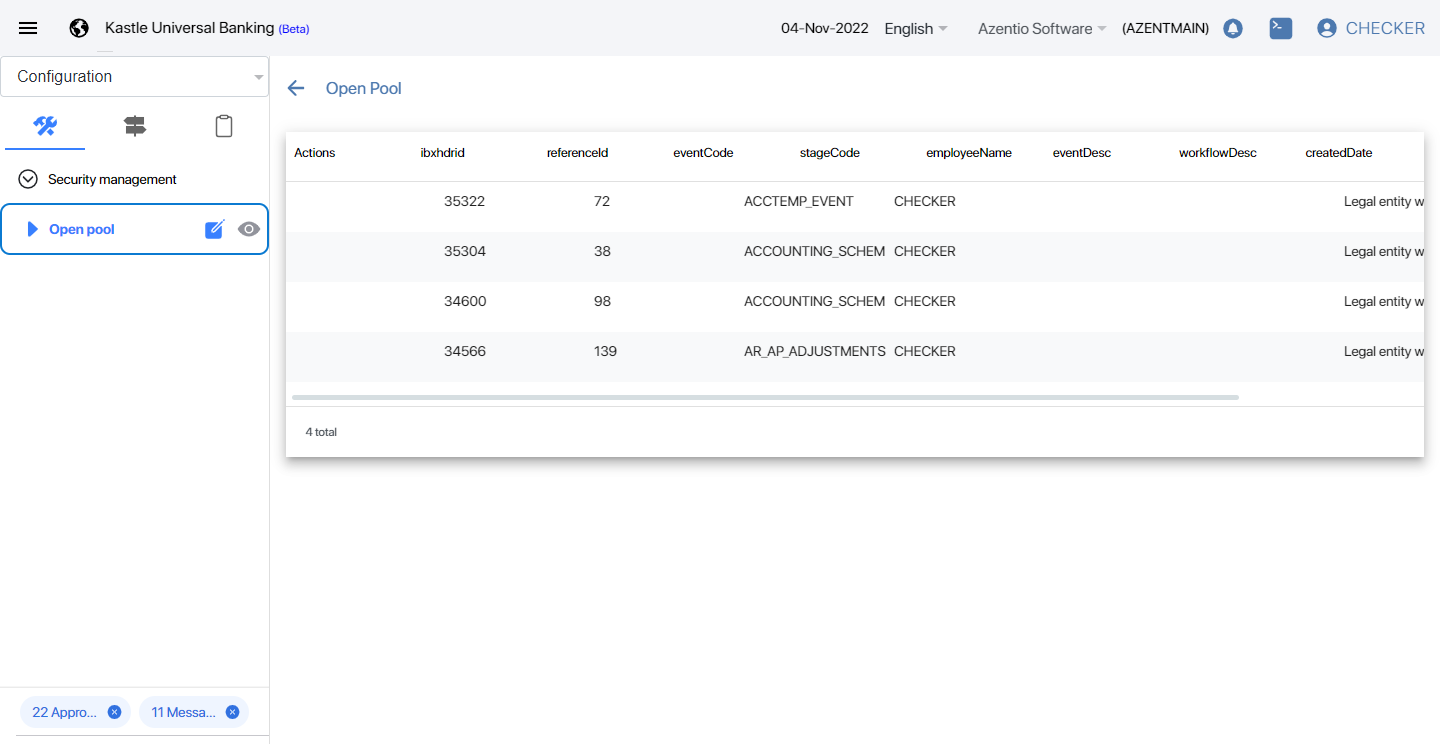 Kastle Universal Banking (Beta)
04-Nov-2022 English Azentio Software (AZENTMAIN) CHECKER
Configuration
Security management
Open pool
22 Appro...
11 Messa...
Open Pool
Actions ibxhdrid referenceId eventCode stageCode employeeName eventDesc workflowDesc createdDate
35322 72 ACCTEMP_EVENT CHECKER Legal entity w
35304 38 ACCOUNTING_SCHEM CHECKER Legal entity w
34600 98 ACCOUNTING_SCHEM CHECKER Legal entity w
34566 139 AR_AP_ADJUSTMENTS CHECKER Legal entity w
4 total